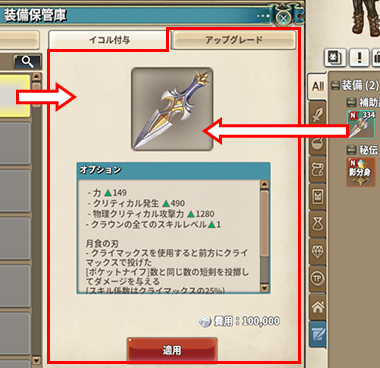 装備保管庫
イコル付与
アップグレード
オプション
- 力 ▲149
- クリティカル発生 ▲490
- 物理クリティカル攻撃力 ▲1280
- クラウンの全てのスキルレベル▲1
月食の刃
- クライマックスを使用すると前方にクライ
マックスで投げた
[ポケットナイフ]数と同じ数の短剣を投擲し
てダメージを与える
(スキル係数はクライマックスの25%)
費用 : 100,000
適用
All
装備 (2)
補助
N
334
秘伝
N
影分身
TP